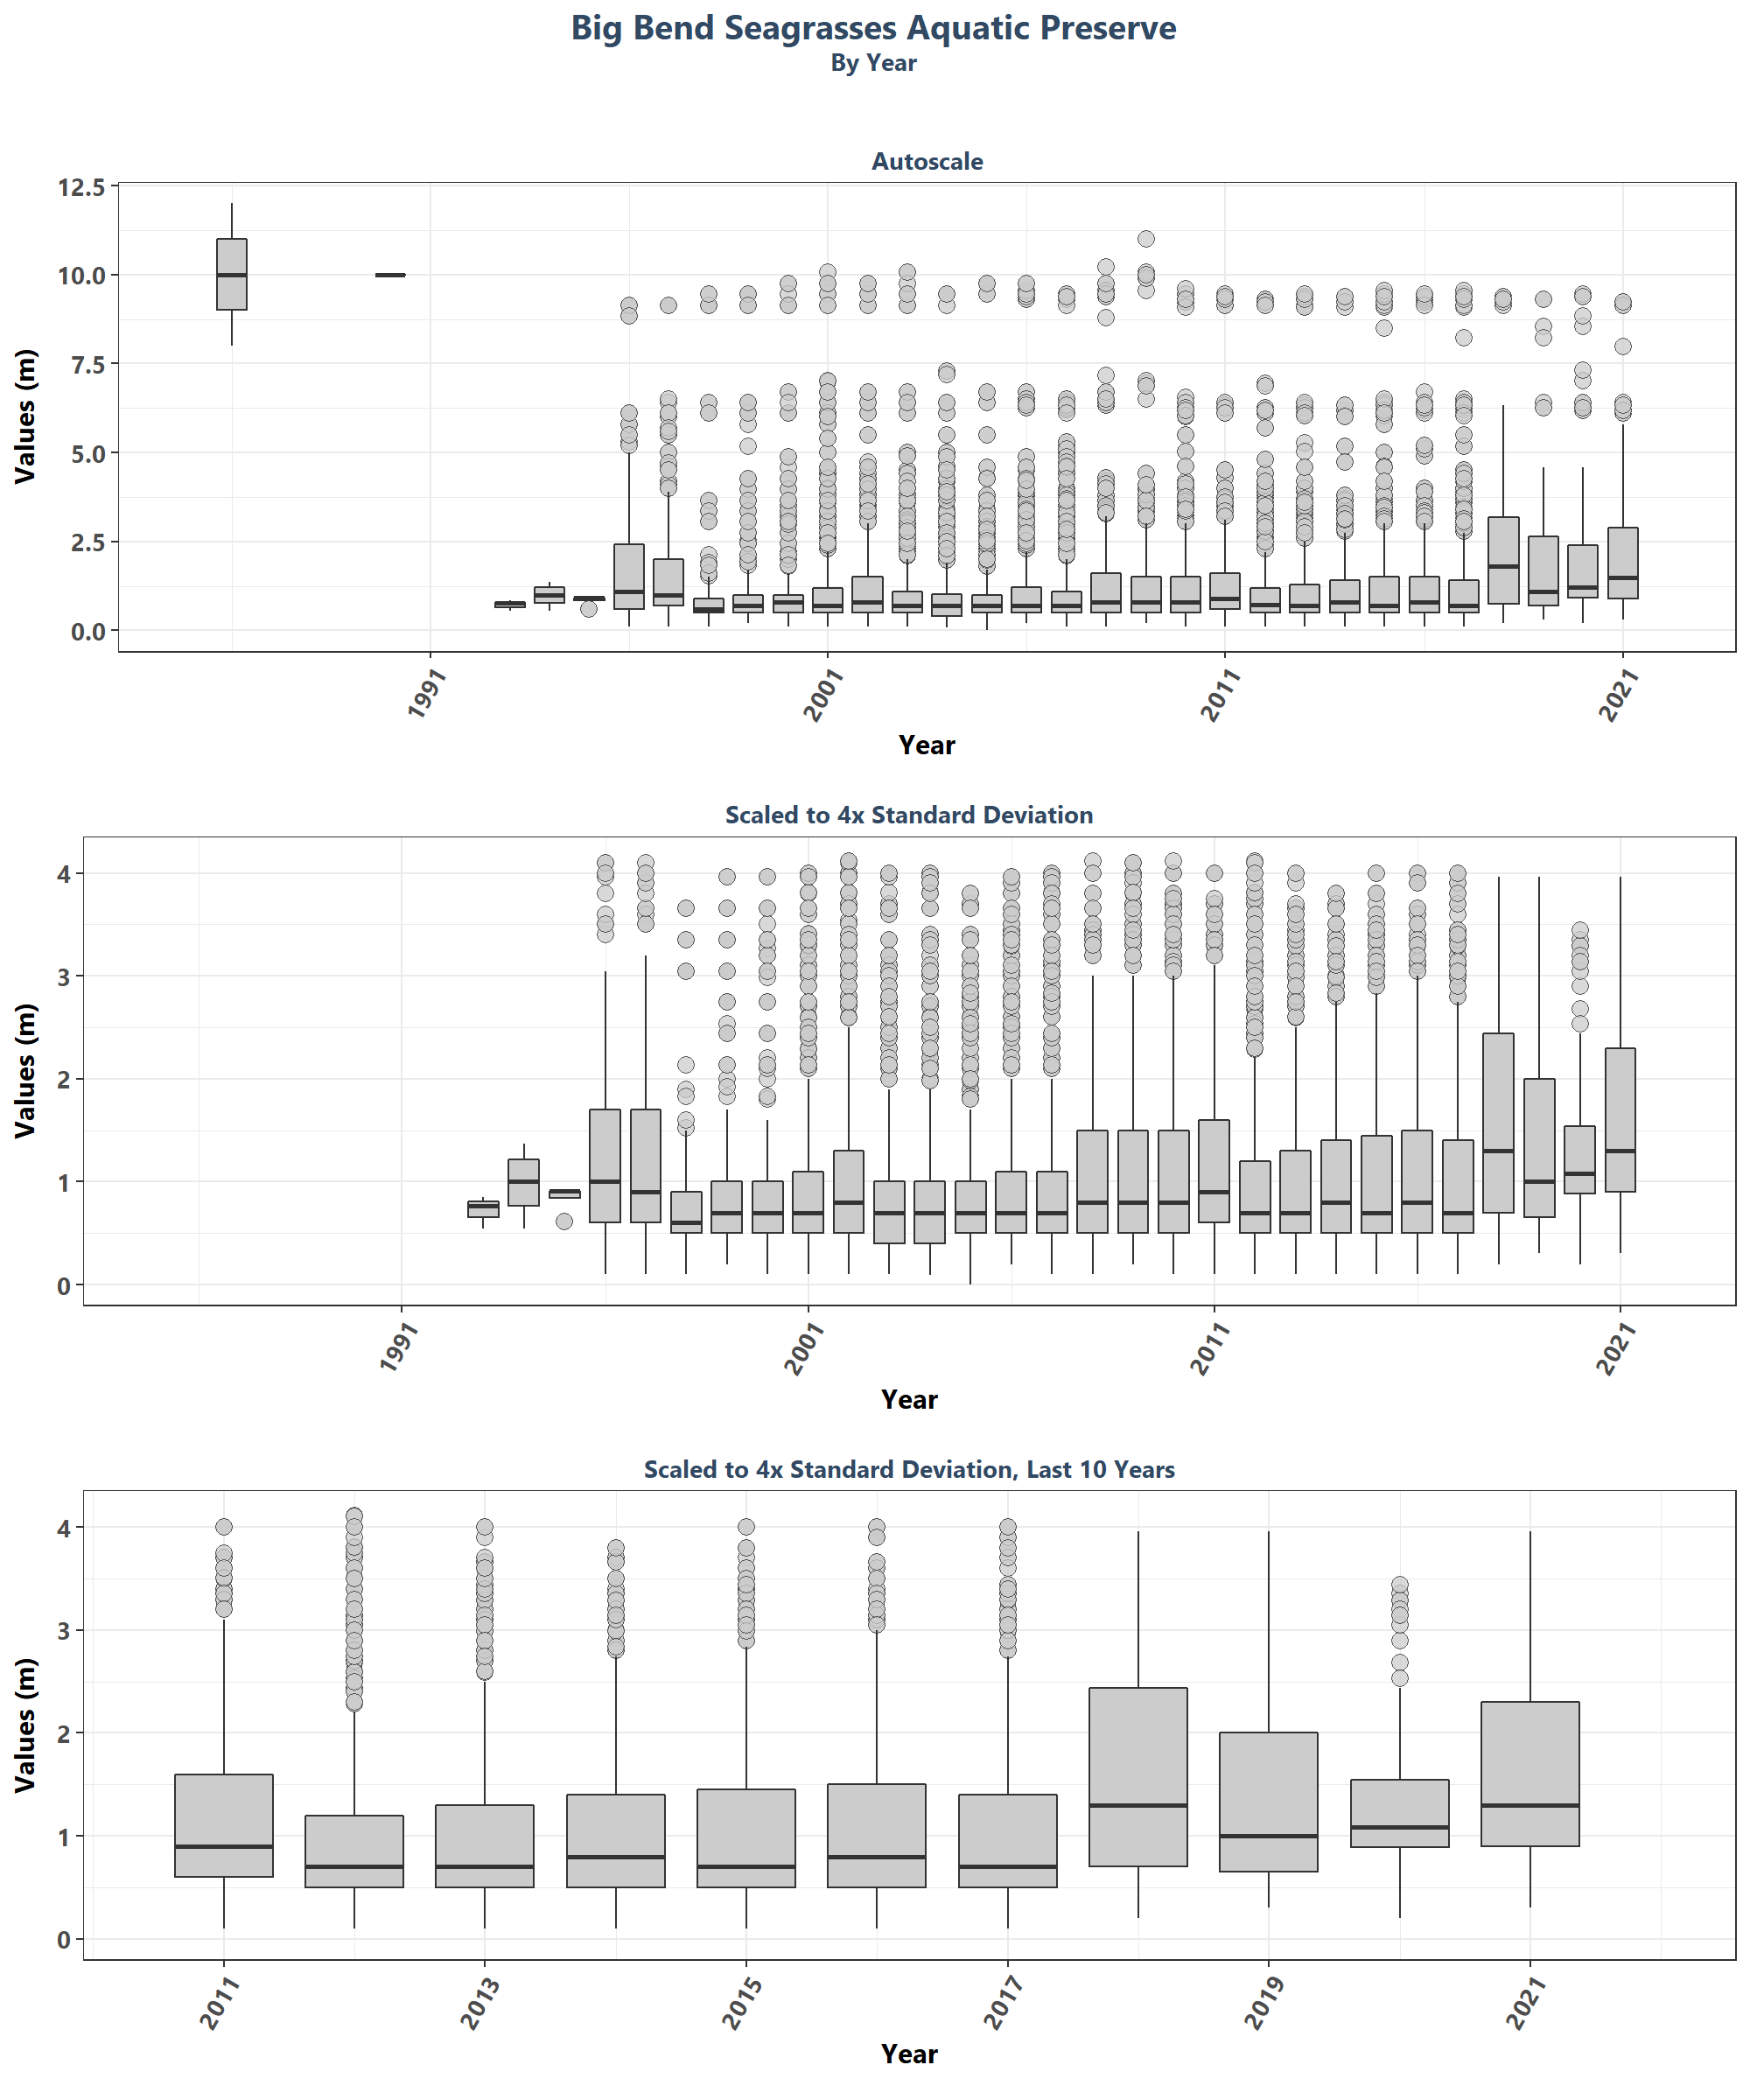 Big Bend Seagrasses Aquatic Preserve
By Year
Autoscale
Values (m)
12.5
10.0
7.5
5.0
2.5
0.0
1991
2001
2011
2021
Year
Scaled to 4x Standard Deviation
Values (m)
4
3
2
1
0
1991
2001
2011
2021
Year
Scaled to 4x Standard Deviation, Last 10 Years
Values (m)
4
3
2
1
0
2011
2013
2015
2017
2019
2021
Year